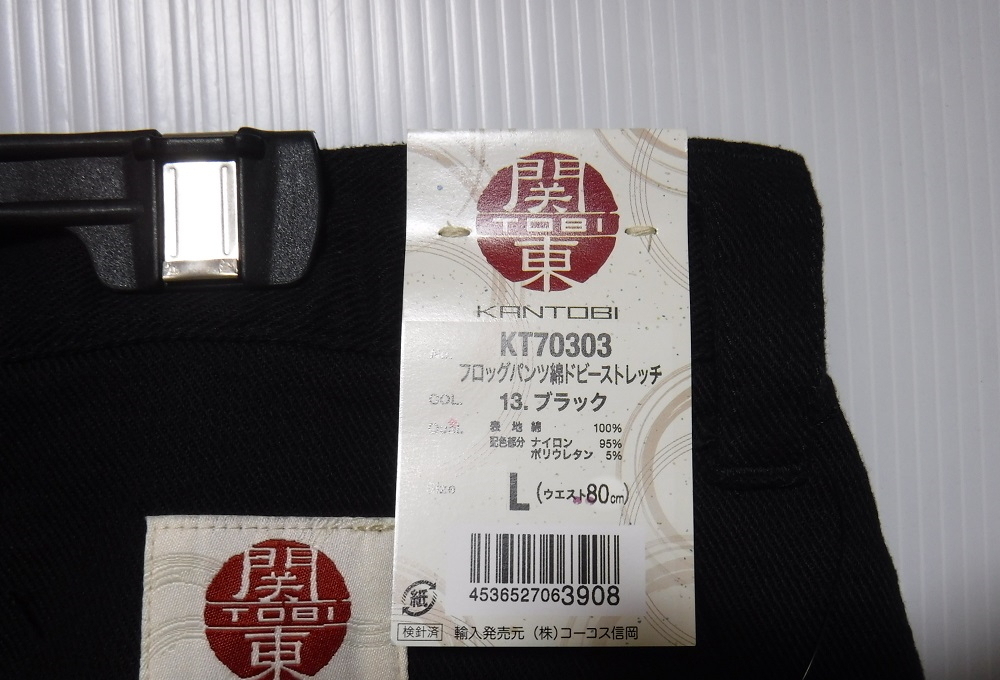 関
TOBI
東
KANTOBI
NO. KT70303
フロッグパンツ綿ドビーストレッチ
COL. 13.ブラック
表地 綿 100%
配色部分 ナイロン 95%
ポリウレタン 5%
L(ウエスト80cm)
4536527063908
紙
検針済 輸入発売元 (株)コーコス信岡
関
TOBI
東